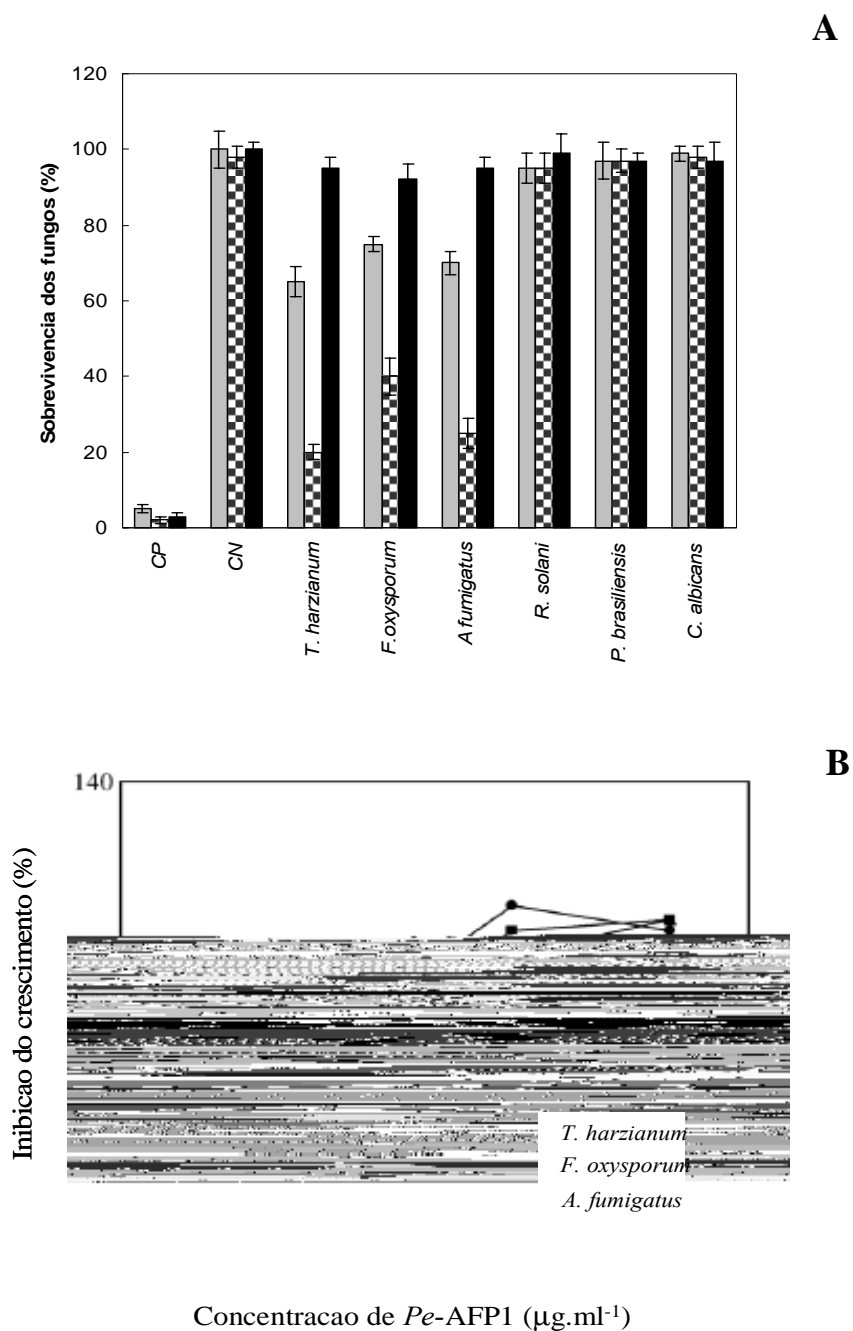 A
120
100
80
60
40
20
0
Sobrevivencia dos fungos (%)
CP
CN
T. harzianum
F.oxysporum
A fumigatus
R. solani
P. brasiliensis
C. albicans
B
140
Inibicao do crescimento (%)
T. harzianum
F. oxysporum
A. fumigatus
Concentracao de Pe-AFP1 (µg.ml-1)